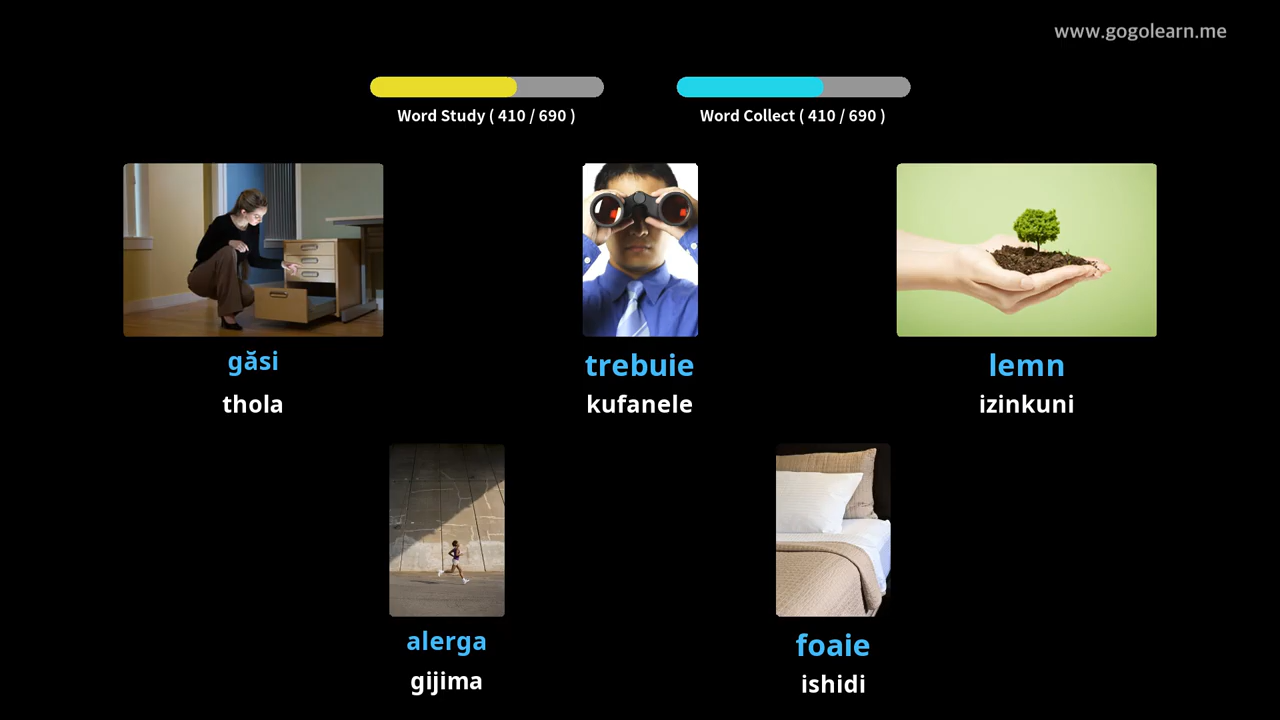 www.gogolearn.me
Word Study ( 410 / 690 )
Word Collect ( 410 / 690 )
găsi
thola
trebuie
kufanele
lemn
izinkuni
alerga
gijima
foaie
ishidi